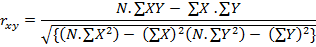 r_xy = N.∑XY − ∑X .∑Y / √{(N.∑X²) − (∑X)²(N.∑Y²) − (∑Y)²}